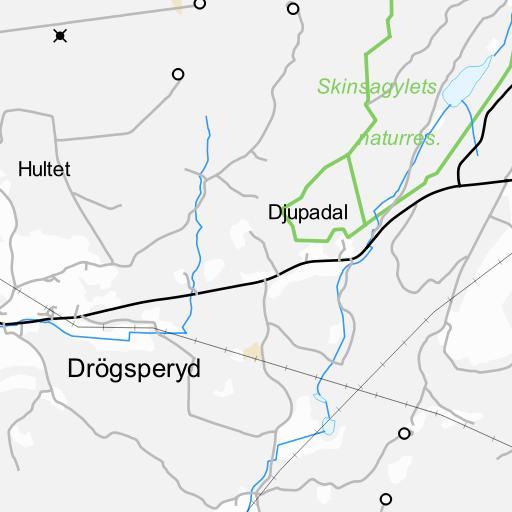 Skinsagylets
naturres.
Hultet
Djupadal
Drögsperyd